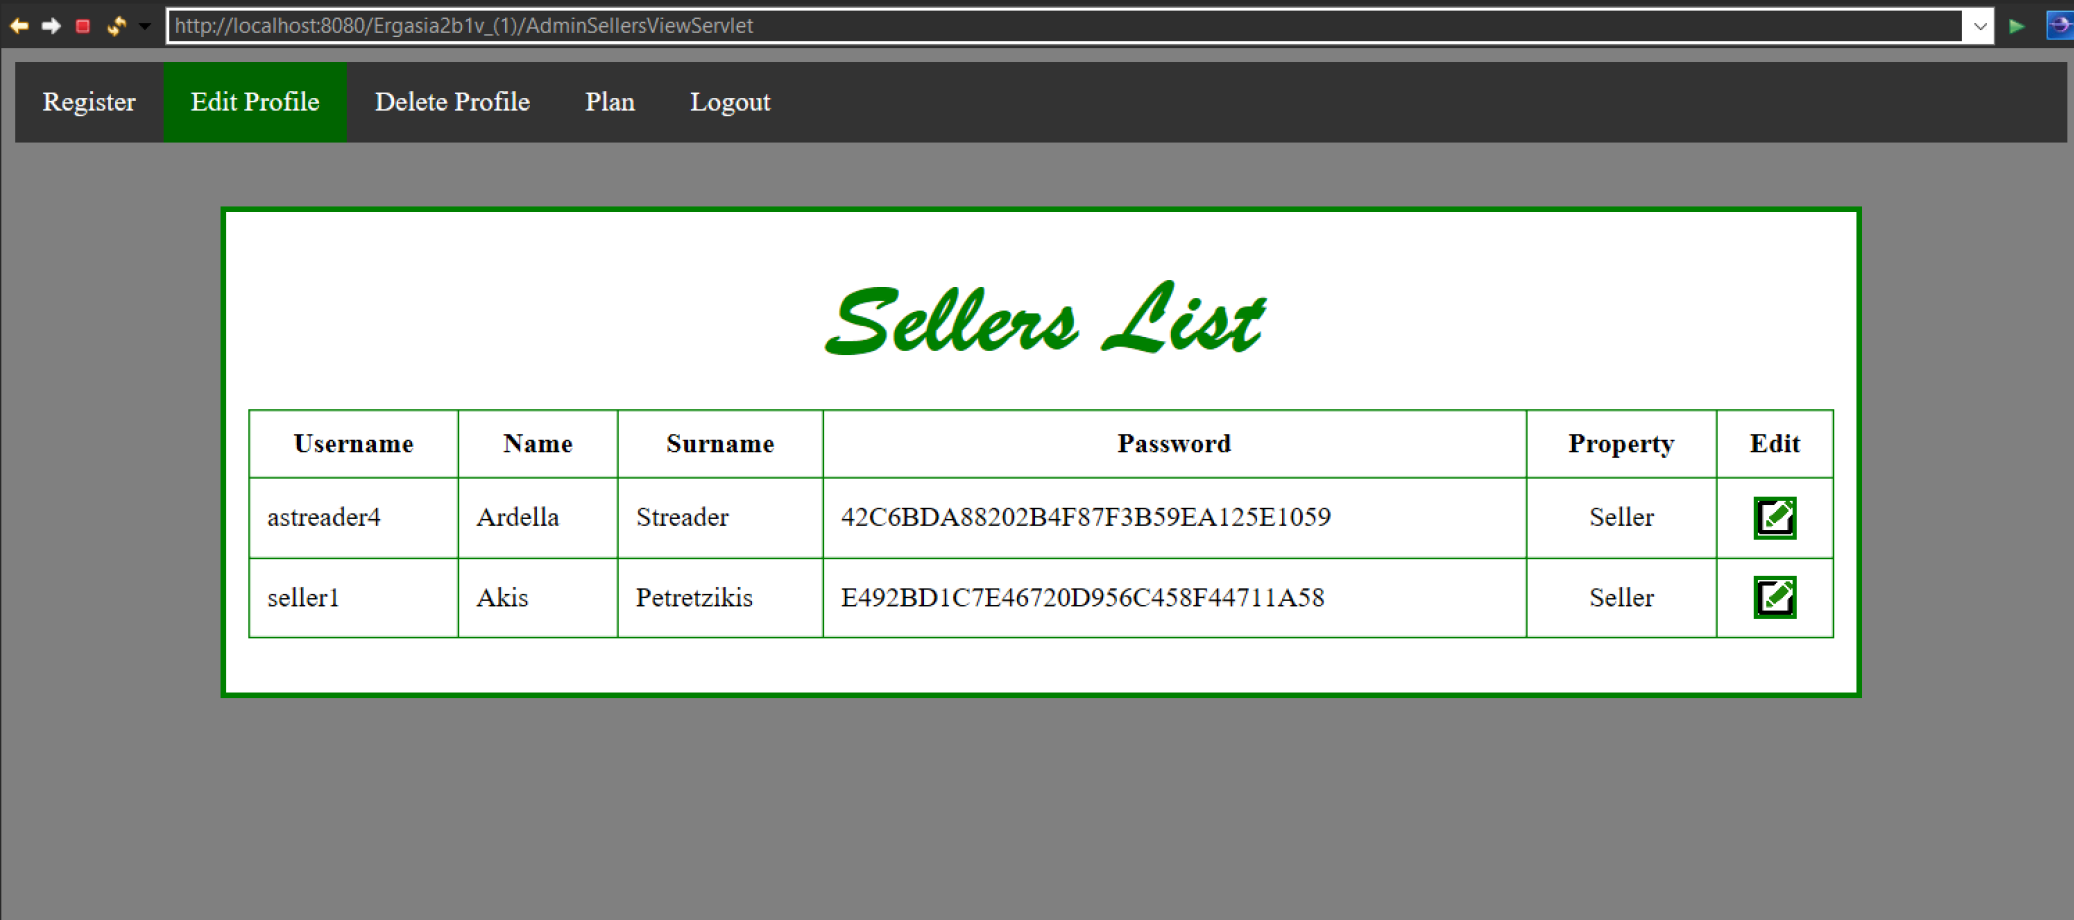 http://localhost:8080/Ergasia2b1v_(1)/AdminSellersViewServlet
Register Edit Profile Delete Profile Plan Logout
Sellers List
Username Name Surname Password Property Edit
astreader4 Ardella Streader 42C6BDA88202B4F87F3B59EA125E1059 Seller
seller1 Akis Petretzikis E492BD1C7E46720D956C458F44711A58 Seller